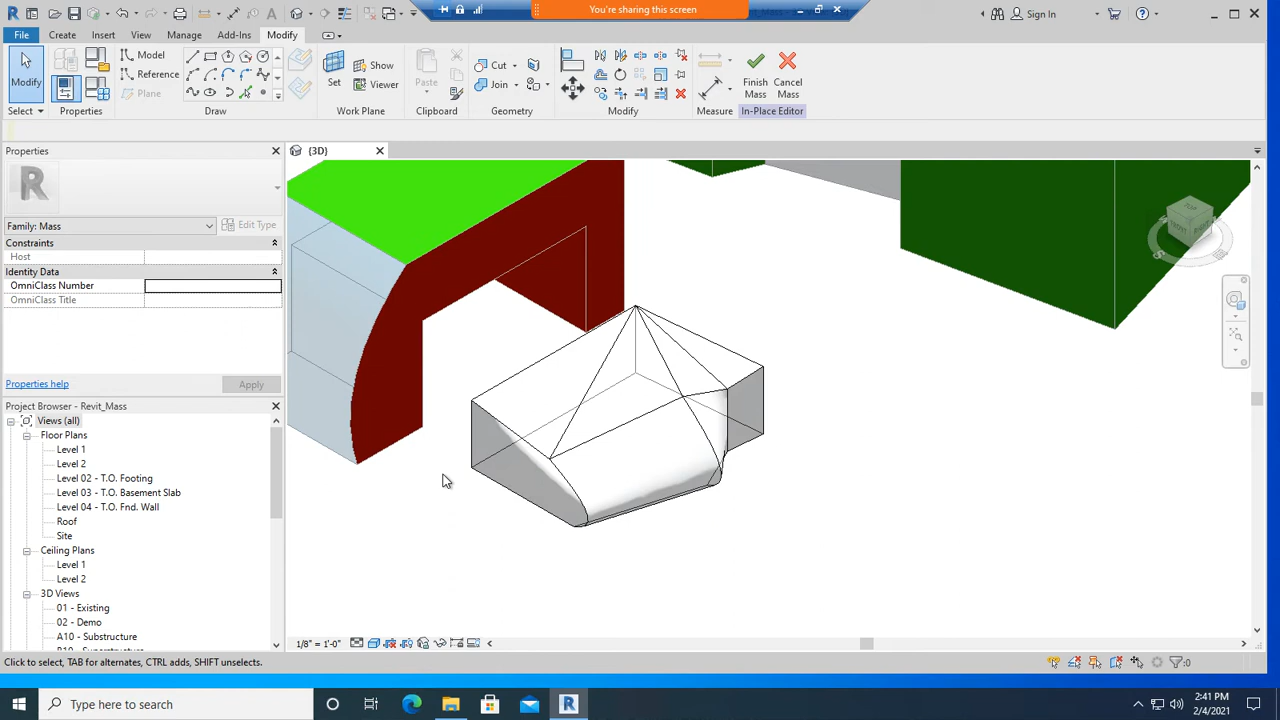 You're sharing this screen
_Mass
Sign In
File
Create
Insert
View
Manage
Add-Ins
Modify
Modify
Select
Properties
Model
Reference
Plane
Draw
Set
Show
Viewer
Work Plane
Paste
Clipboard
Cut
Join
Geometry
Modify
Measure
Finish
Mass
Cancel
Mass
In-Place Editor
Properties
{3D}
R
Family: Mass
Edit Type
Constraints
Host
Identity Data
OmniClass Number
OmniClass Title
Properties help
Apply
Project Browser - Revit_Mass
Views (all)
Floor Plans
Level 1
Level 2
Level 02 - T.O. Footing
Level 03 - T.O. Basement Slab
Level 04 - T.O. Fnd. Wall
Roof
Site
Ceiling Plans
Level 1
Level 2
3D Views
01 - Existing
02 - Demo
A10 - Substructure
TOP
FRONT
RIGHT
1/8" = 1'-0"
Click to select, TAB for alternates, CTRL adds, SHIFT unselects.
:0
Type here to search
2:41 PM
2/4/2021